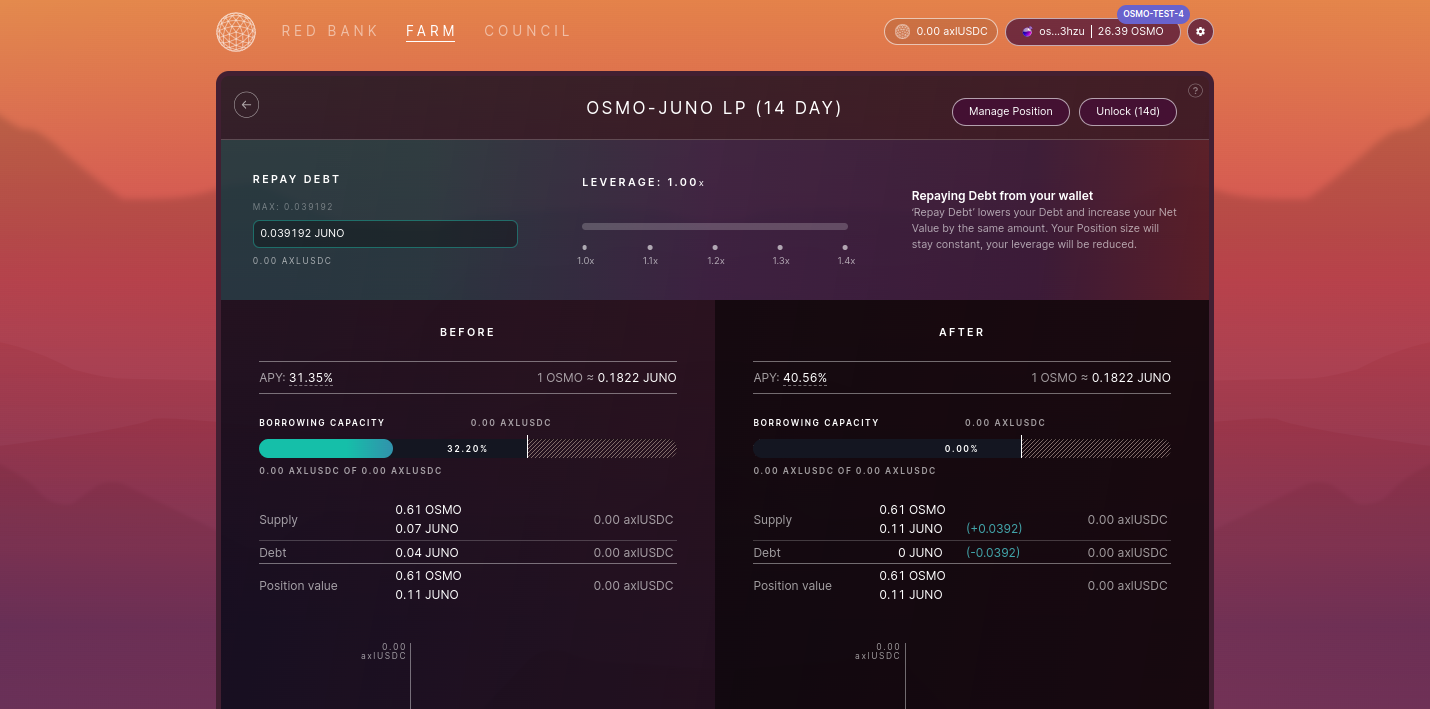 RED BANK FARM COUNCIL 0.00 axlUSDC OSMO-TEST-4 os...3hzu 26.39 OSMO
?
OSMO-JUNO LP (14 DAY) Manage Position Unlock (14d)
REPAY DEBT
MAX: 0.039192
0.039192 JUNO
0.00 AXLUSDC
LEVERAGE: 1.00x
1.0x 1.1x 1.2x 1.3x 1.4x
Repaying Debt from your wallet
‘Repay Debt’ lowers your Debt and increase your Net
Value by the same amount. Your Position size will
stay constant, your leverage will be reduced.
BEFORE
APY: 31.35% 1 OSMO ≈ 0.1822 JUNO
BORROWING CAPACITY 0.00 AXLUSDC
32.20%
0.00 AXLUSDC OF 0.00 AXLUSDC
Supply 0.61 OSMO 0.00 axlUSDC
0.07 JUNO
Debt 0.04 JUNO 0.00 axlUSDC
Position value 0.61 OSMO 0.00 axlUSDC
0.11 JUNO
0.00
axlUSDC
AFTER
APY: 40.56% 1 OSMO ≈ 0.1822 JUNO
BORROWING CAPACITY 0.00 AXLUSDC
0.00%
0.00 AXLUSDC OF 0.00 AXLUSDC
Supply 0.61 OSMO 0.00 axlUSDC
0.11 JUNO (+0.0392)
Debt 0 JUNO (-0.0392) 0.00 axlUSDC
Position value 0.61 OSMO 0.00 axlUSDC
0.11 JUNO
0.00
axlUSDC